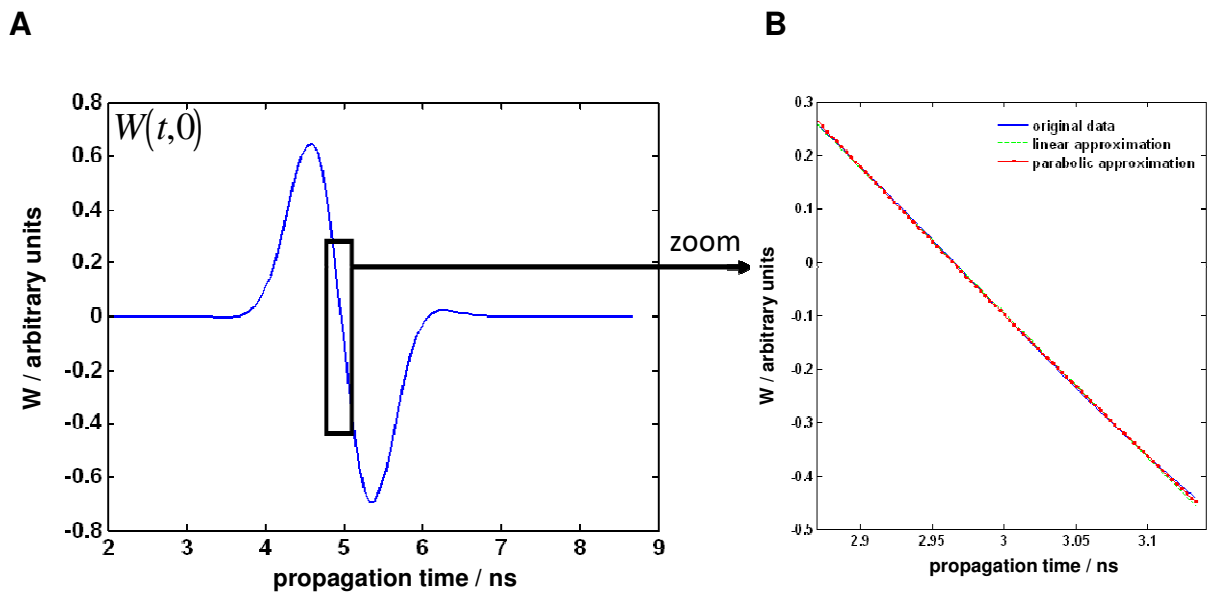 A
W(t,0)
0.8
0.6
0.4
0.2
0
-0.2
-0.4
-0.6
-0.8
W / arbitrary units
2 3 4 5 6 7 8 9
propagation time / ns
zoom
B
original data
linear approximation
parabolic approximation
0.3
0.2
0.1
0
-0.1
-0.2
-0.3
-0.4
-0.5
W / arbitrary units
2.9 2.95 3 3.05 3.1
propagation time / ns